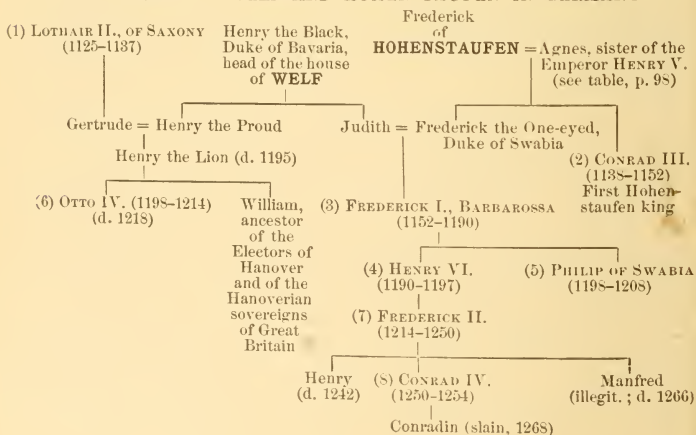 Frederick
(1) LOTHAIR II., OF SAXONY Henry the Black, of
(1125-1137) Duke of Bavaria, HOHENSTAUFEN = Agnes, sister of the
head of the house Emperor HENRY V.
of WELF (see table, p. 98)
Gertrude = Henry the Proud Judith = Frederick the One-eyed,
Duke of Swabia
Henry the Lion (d. 1195) (2) CONRAD III.
(1138-1152)
First Hohen-
staufen king
(6) OTTO IV. (1198-1214) William, (3) FREDERICK I., BARBAROSSA
(d. 1218) ancestor (1152-1190)
of the
Electors of
Hanover (4) HENRY VI. (5) PHILIP OF SWABIA
and of the (1190-1197) (1198-1208)
Hanoverian
sovereigns (7) FREDERICK II.
of Great (1214-1250)
Britain
Henry (8) CONRAD IV. Manfred
(d. 1242) (1250-1254) (illegit.; d. 1266)
Conradin (slain, 1268)